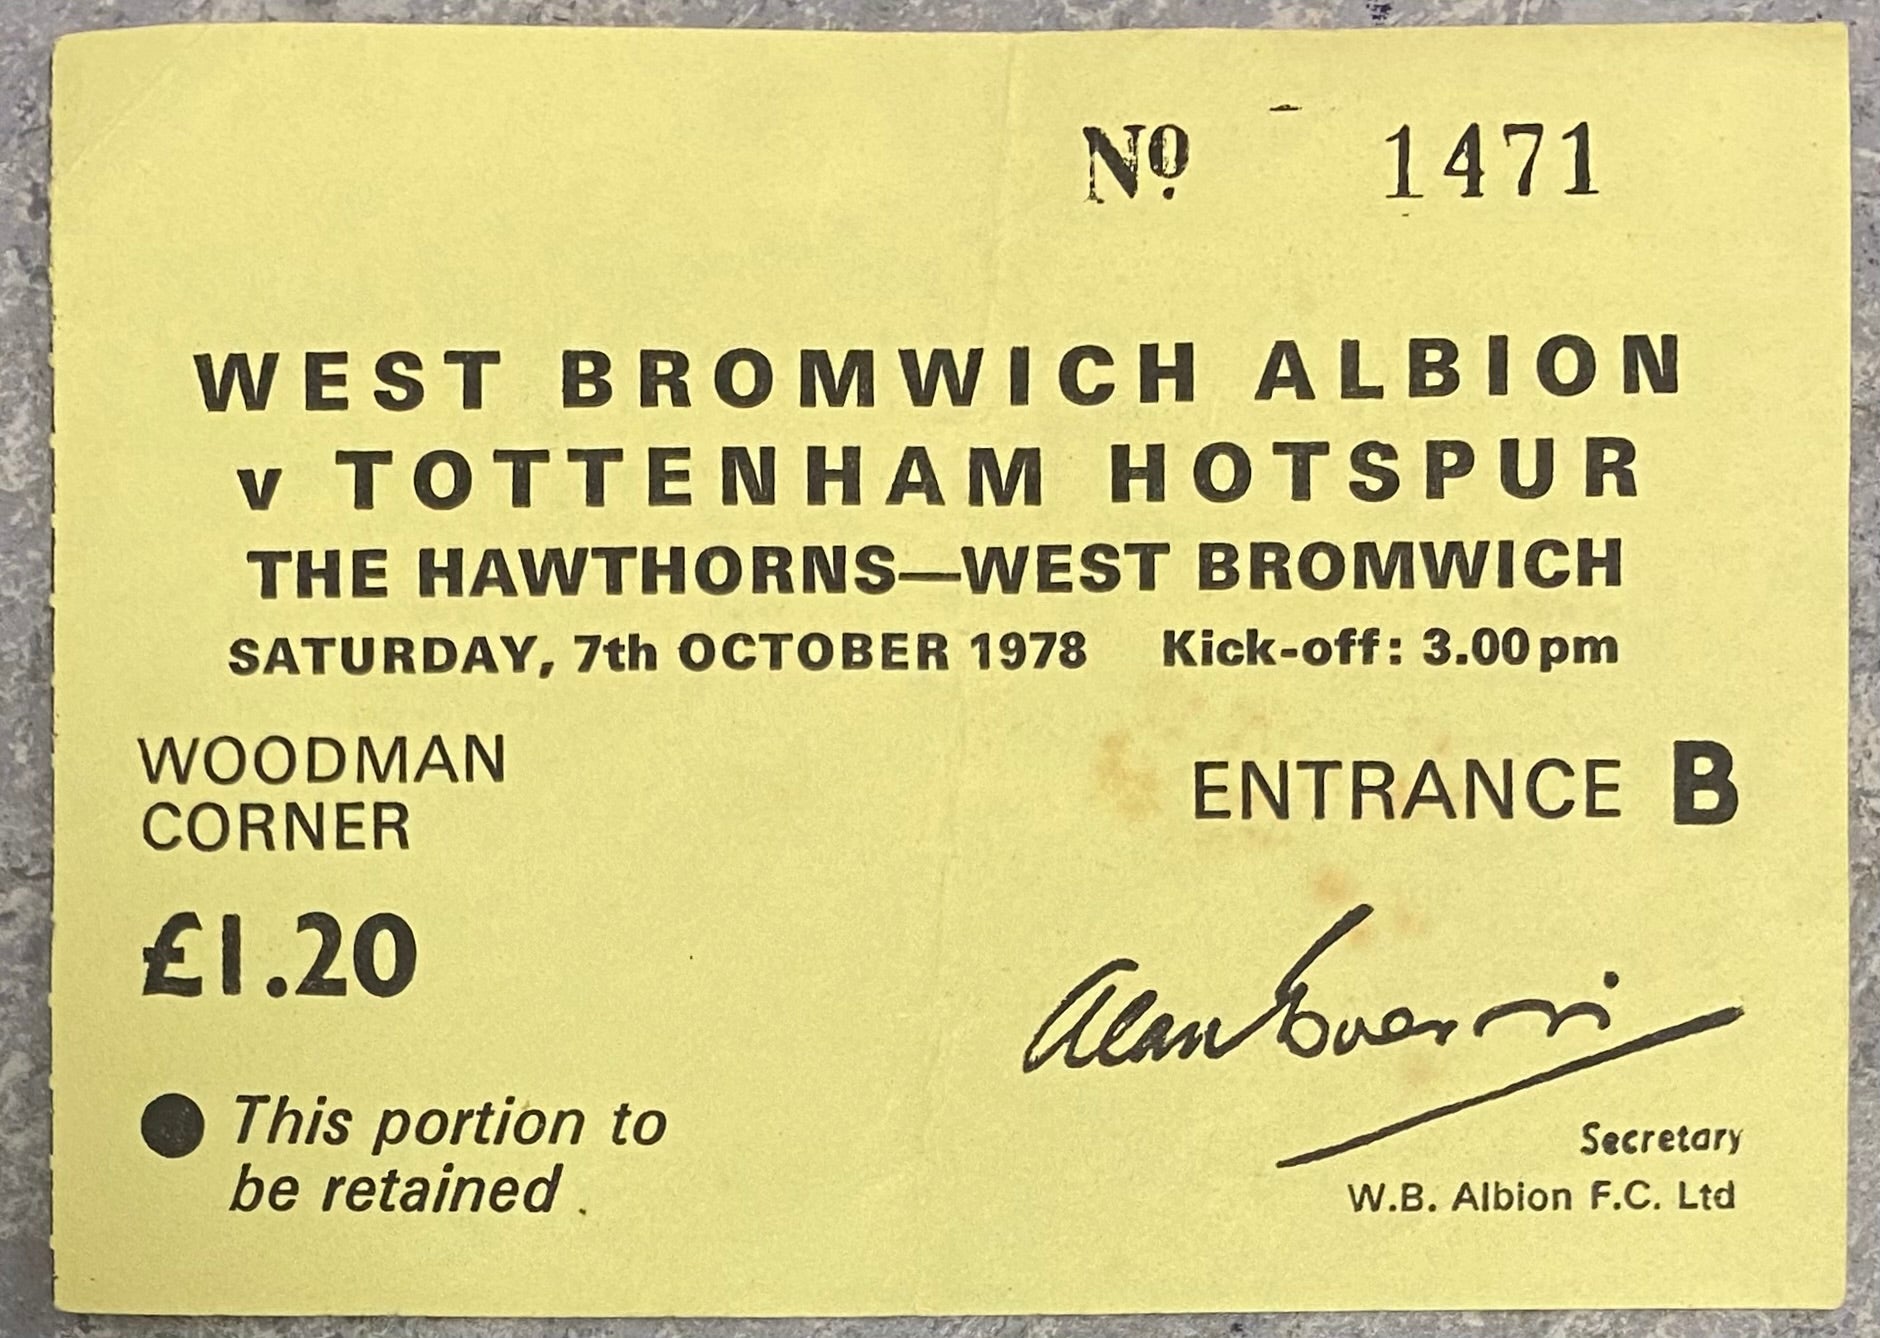 Nº 1471
WEST BROMWICH ALBION
v TOTTENHAM HOTSPUR
THE HAWTHORNS—WEST BROMWICH
SATURDAY, 7th OCTOBER 1978 Kick-off: 3.00 pm
WOODMAN
CORNER
ENTRANCE B
£1.20
Alan
● This portion to
be retained.
Secretary
W.B. Albion F.C. Ltd